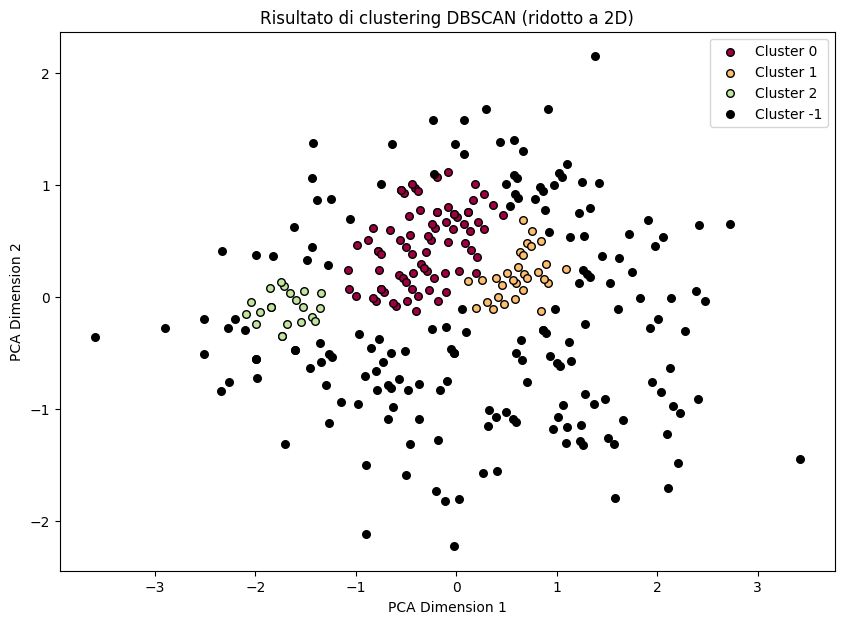 Risultato di clustering DBSCAN (ridotto a 2D)
Cluster 0
Cluster 1
Cluster 2
Cluster -1
2
1
0
−1
−2
PCA Dimension 2
−3
−2
−1
0
1
2
3
PCA Dimension 1